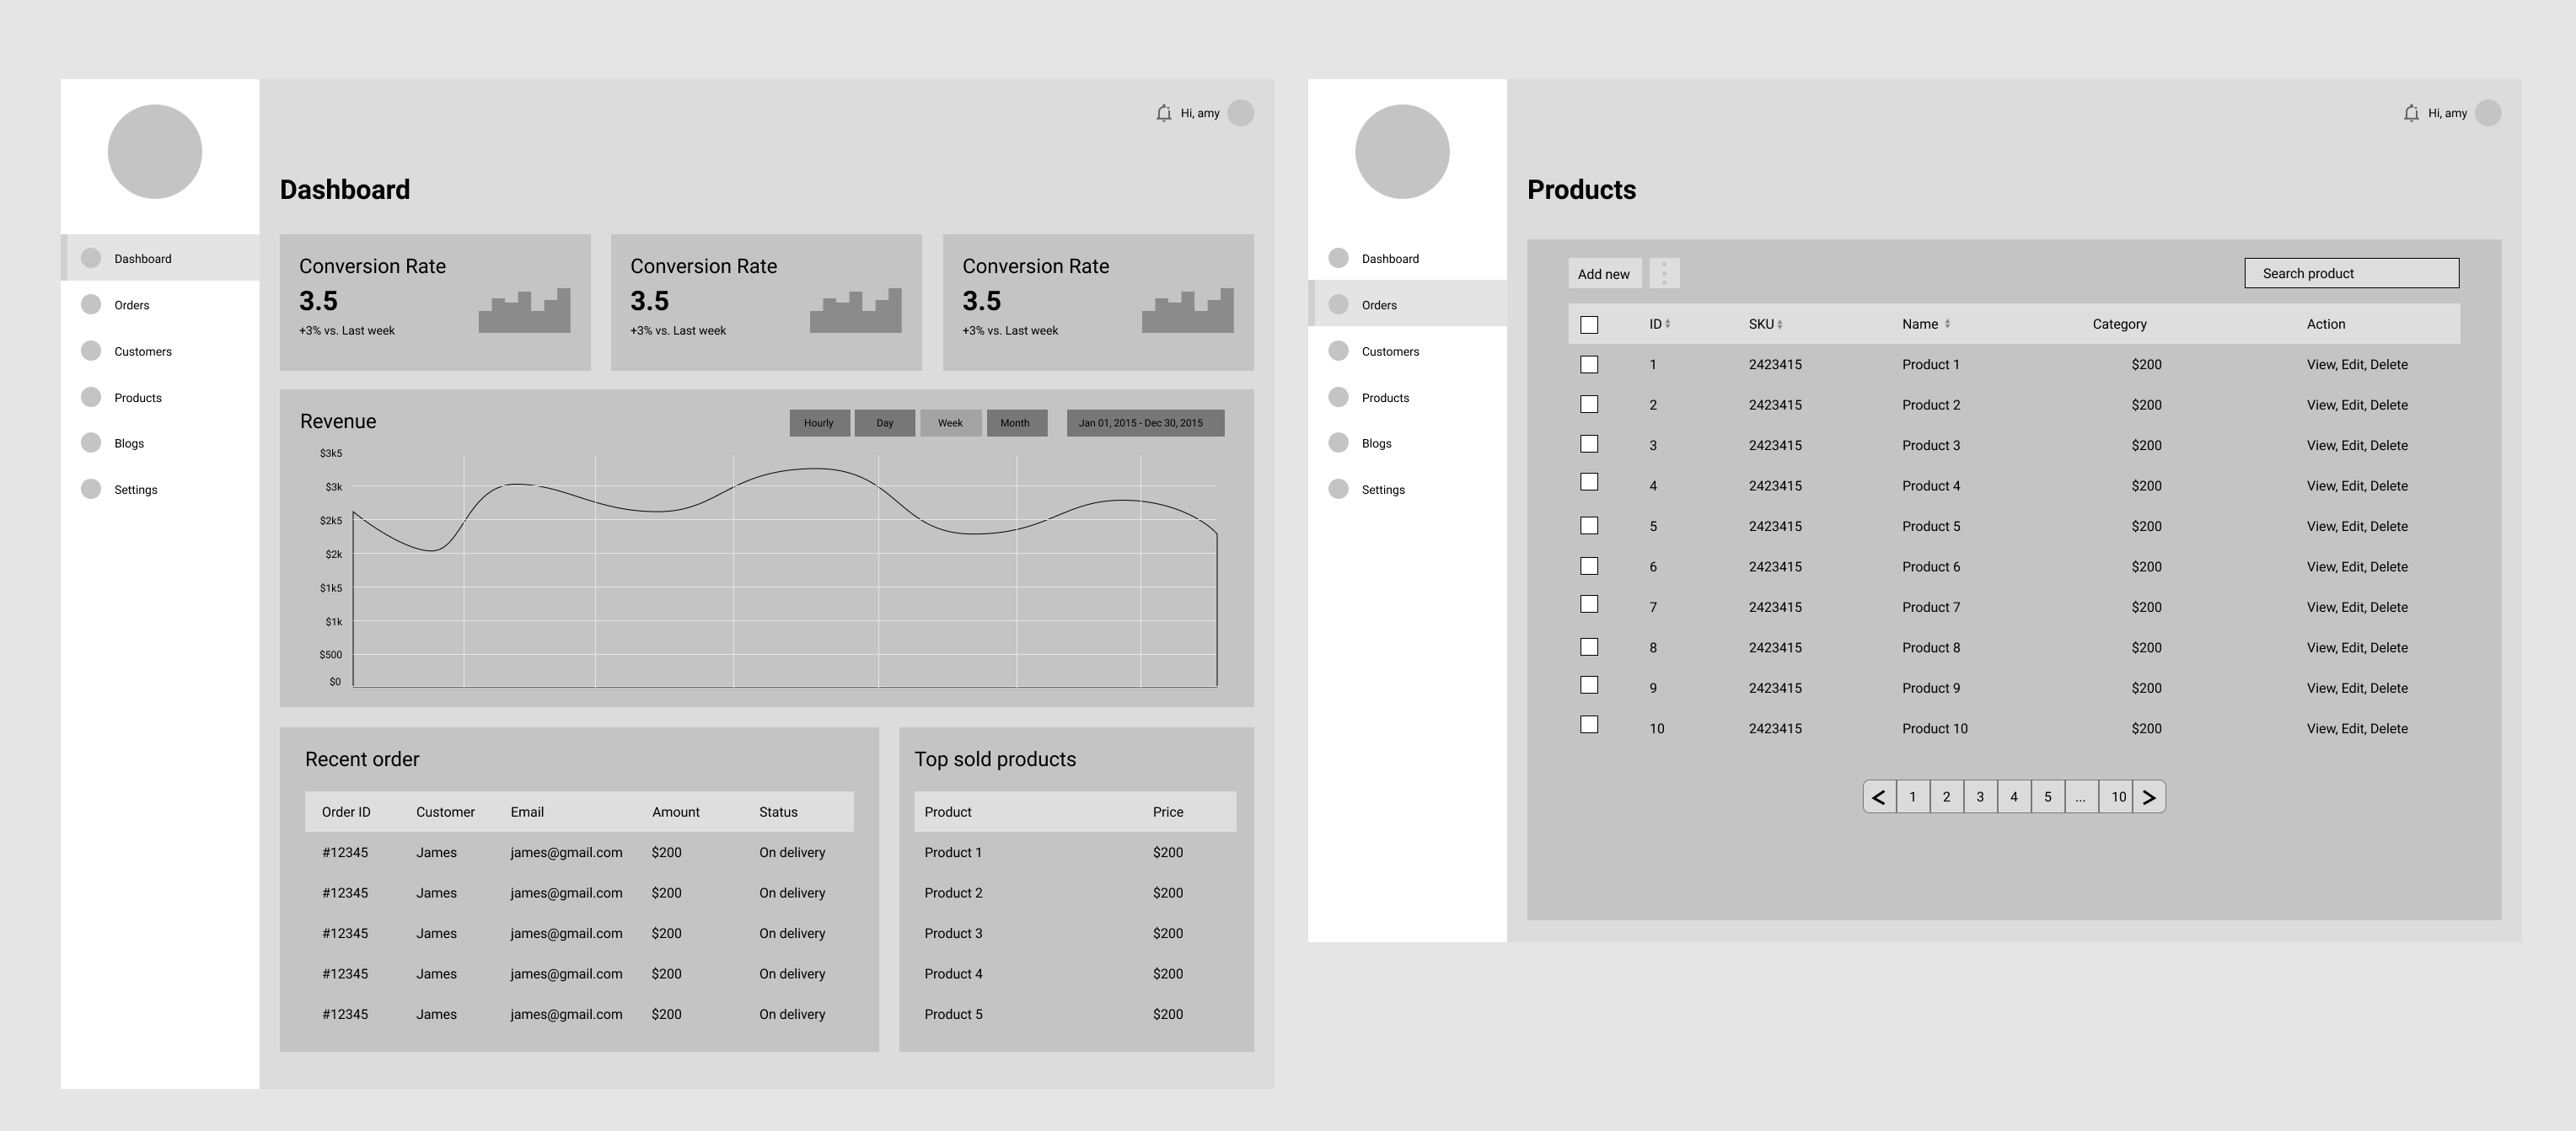 Hi, amy
Dashboard
Dashboard
Orders
Customers
Products
Blogs
Settings
Conversion Rate
3.5
+3% vs. Last week
Conversion Rate
3.5
+3% vs. Last week
Conversion Rate
3.5
+3% vs. Last week
Revenue
Hourly Day Week Month Jan 01, 2015 - Dec 30, 2015
$3k5
$3k
$2k5
$2k
$1k5
$1k
$500
$0
Recent order
Order ID Customer Email Amount Status
#12345 James james@gmail.com $200 On delivery
#12345 James james@gmail.com $200 On delivery
#12345 James james@gmail.com $200 On delivery
#12345 James james@gmail.com $200 On delivery
#12345 James james@gmail.com $200 On delivery
Top sold products
Product Price
Product 1 $200
Product 2 $200
Product 3 $200
Product 4 $200
Product 5 $200
Hi, amy
Products
Dashboard
Orders
Customers
Products
Blogs
Settings
Add new Search product
ID SKU Name Category Action
1 2423415 Product 1 $200 View, Edit, Delete
2 2423415 Product 2 $200 View, Edit, Delete
3 2423415 Product 3 $200 View, Edit, Delete
4 2423415 Product 4 $200 View, Edit, Delete
5 2423415 Product 5 $200 View, Edit, Delete
6 2423415 Product 6 $200 View, Edit, Delete
7 2423415 Product 7 $200 View, Edit, Delete
8 2423415 Product 8 $200 View, Edit, Delete
9 2423415 Product 9 $200 View, Edit, Delete
10 2423415 Product 10 $200 View, Edit, Delete
< 1 2 3 4 5 ... 10 >